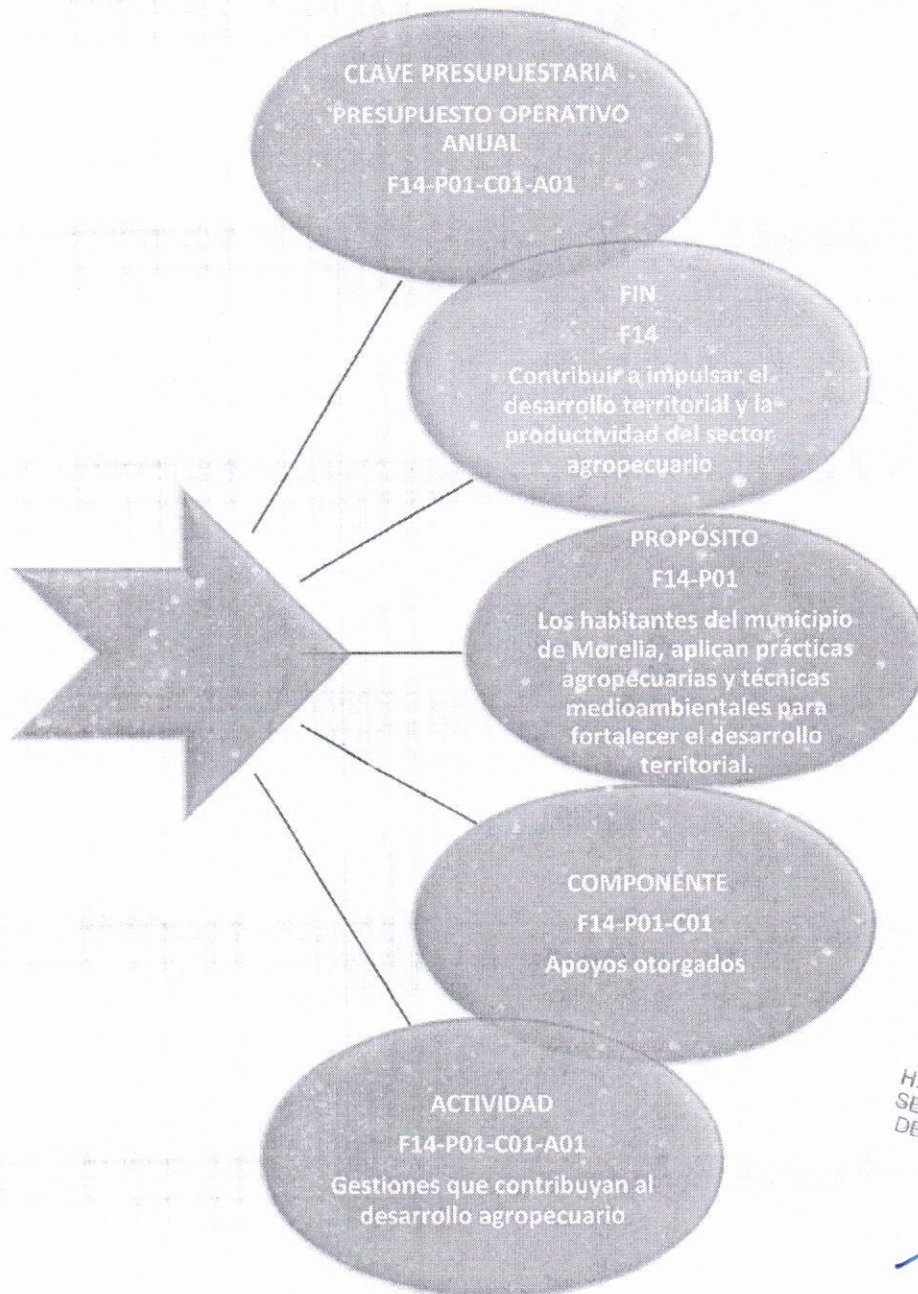 CLAVE PRESUPUESTARIA
PRESUPUESTO OPERATIVO
ANUAL
F14-P01-C01-A01
FIN
F14
Contribuir a impulsar el
desarrollo territorial y la
productividad del sector
agropecuario
PROPÓSITO
F14-P01
Los habitantes del municipio
de Morelia, aplican prácticas
agropecuarias y técnicas
medioambientales para
fortalecer el desarrollo
territorial.
COMPONENTE
F14-P01-C01
Apoyos otorgados
ACTIVIDAD
F14-P01-C01-A01
Gestiones que contribuyan al
desarrollo agropecuario